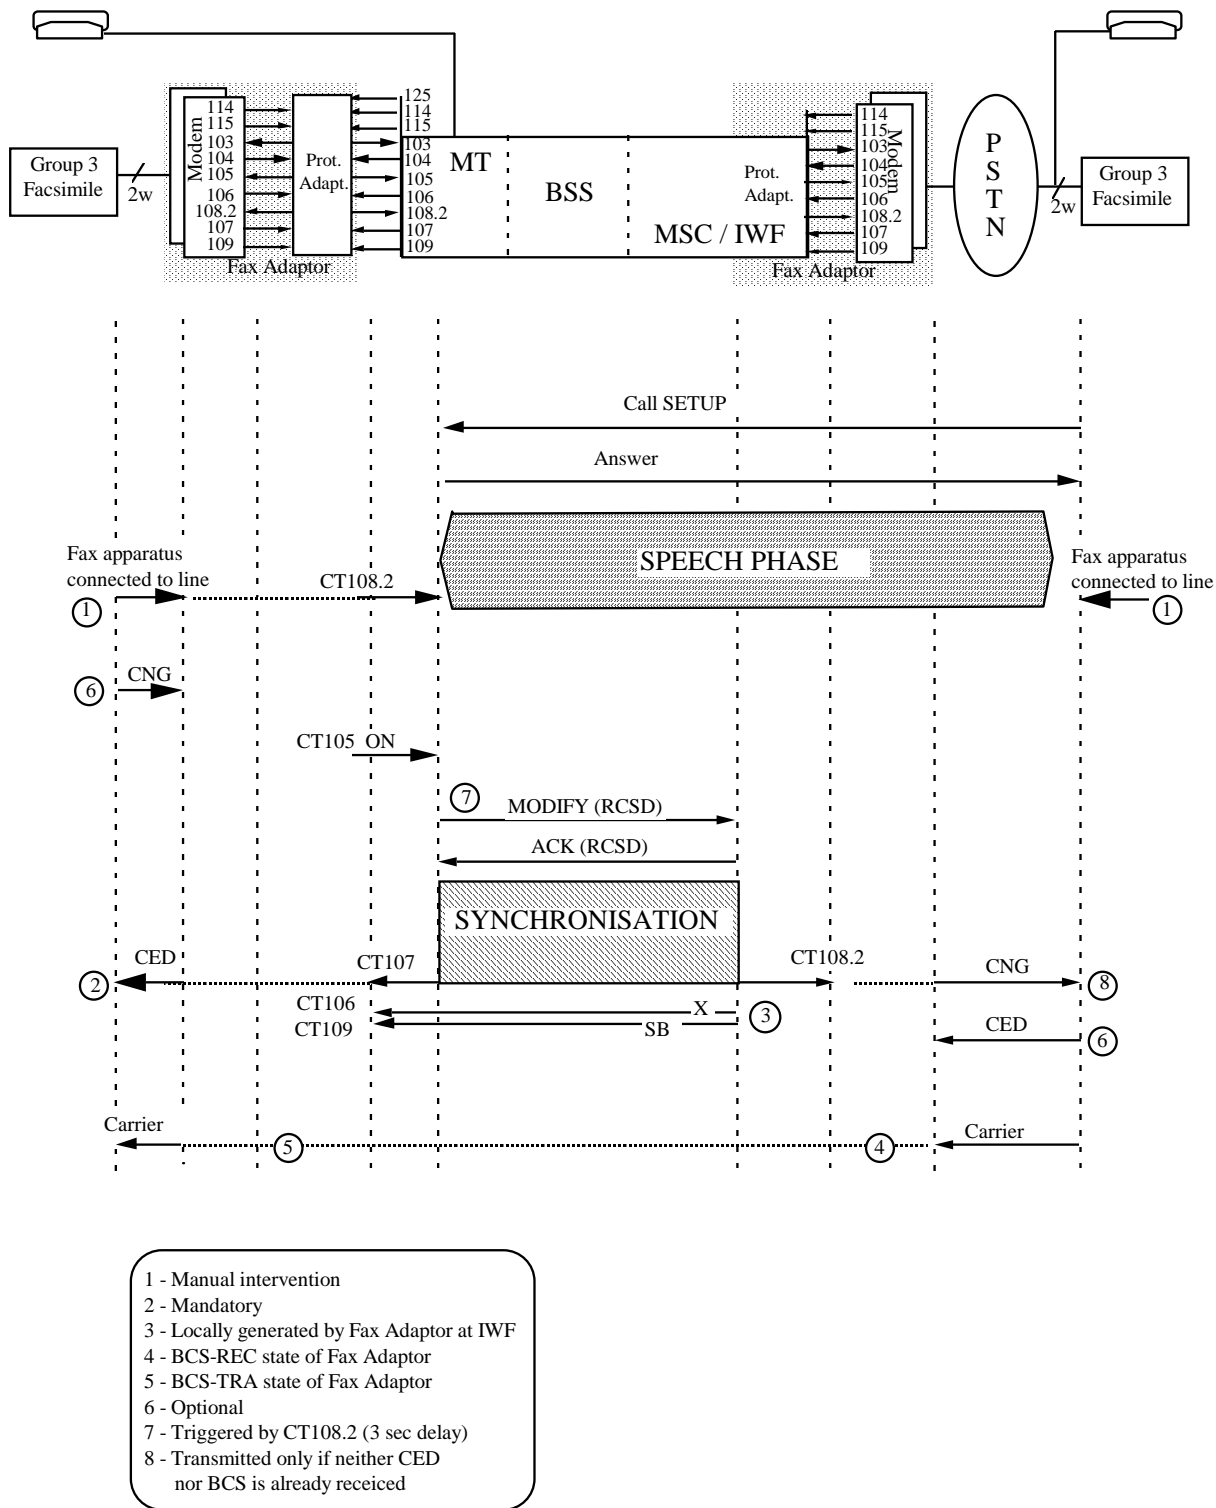 125
114
114
115
115
114
115
103
103
103
104
104
104
105
105
105
106
106
106
108.2
108.2
108.2
107
107
107
109
109
109
Modem
Prot.
Adapt.
MT
BSS
MSC / IWF
Prot.
Adapt.
Modem
P
S
T
N
Group 3
Facsimile
2w
2w
Group 3
Facsimile
Fax Adaptor
Fax Adaptor
Call SETUP
Answer
SPEECH PHASE
Fax apparatus
connected to line
1
CT108.2
Fax apparatus
connected to line
1
6
CNG
CT105 ON
7
MODIFY (RCSD)
ACK (RCSD)
SYNCHRONISATION
CED
2
CT107
CT108.2
CNG
8
CT106
X
3
CT109
SB
CED
6
Carrier
5
4
Carrier
1 - Manual intervention
2 - Mandatory
3 - Locally generated by Fax Adaptor at IWF
4 - BCS-REC state of Fax Adaptor
5 - BCS-TRA state of Fax Adaptor
6 - Optional
7 - Triggered by CT108.2 (3 sec delay)
8 - Transmitted only if neither CED
nor BCS is already receiced